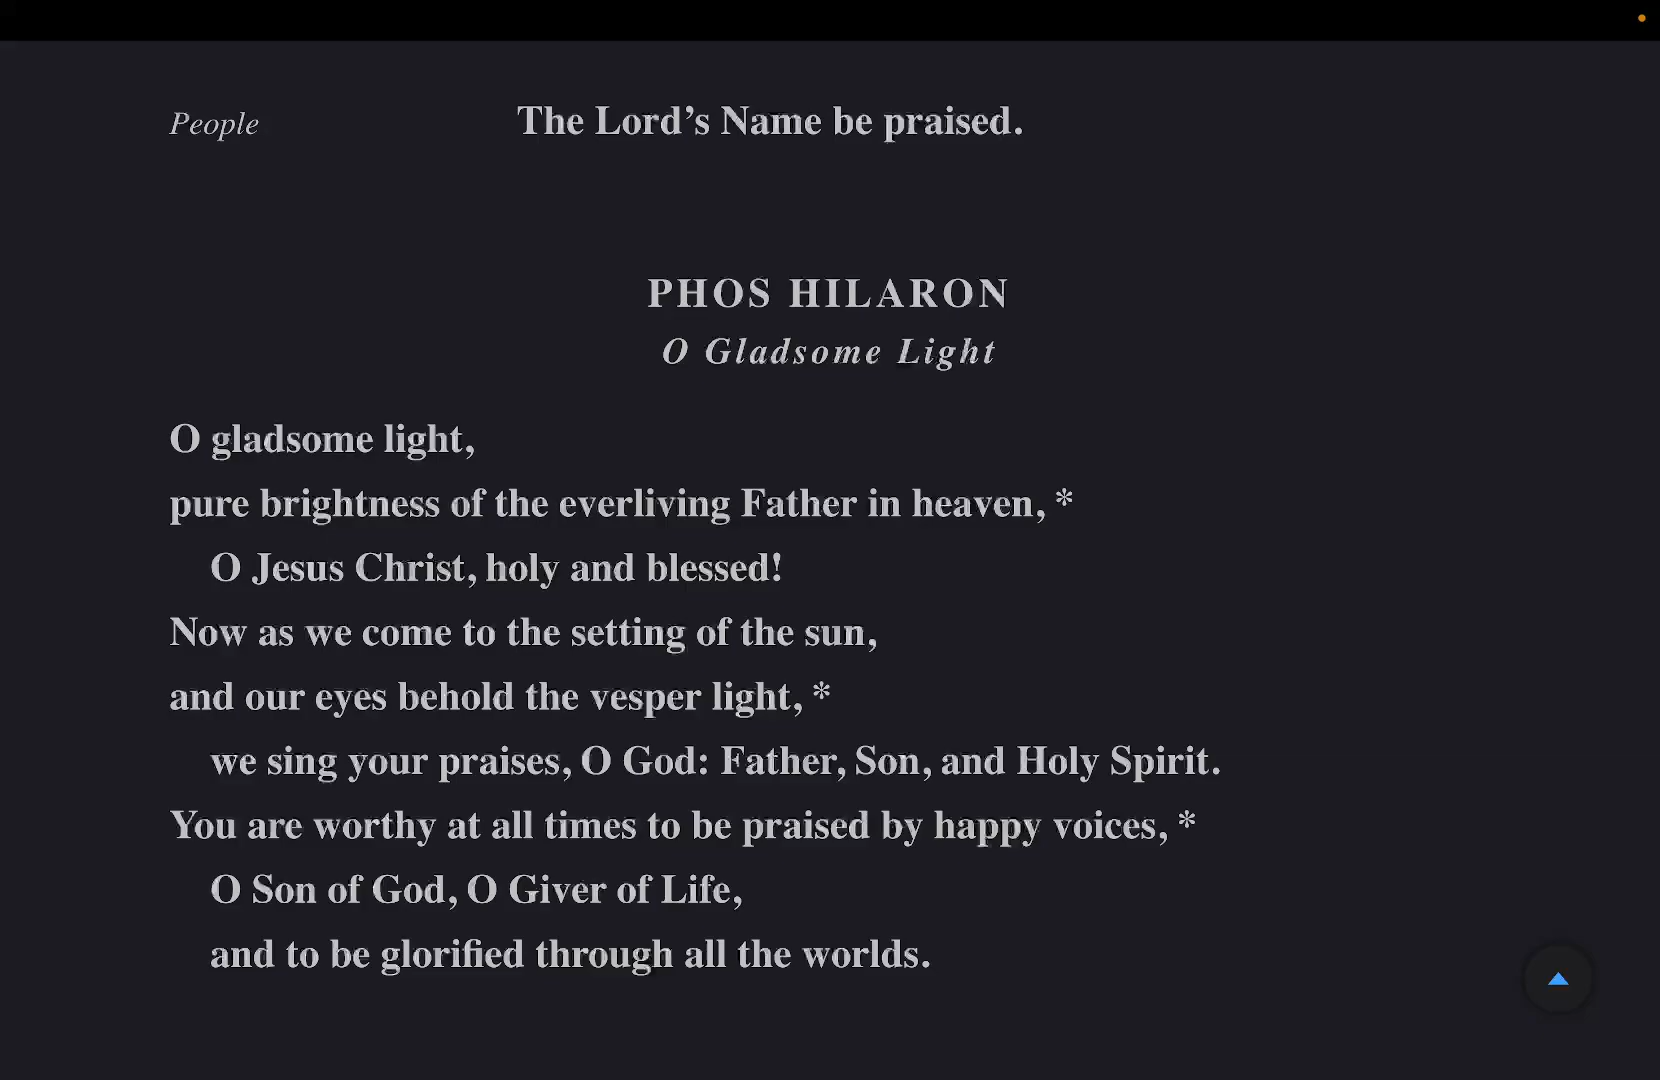 People The Lord’s Name be praised.
PHOS HILARON
O Gladsome Light
O gladsome light,
pure brightness of the everliving Father in heaven, *
O Jesus Christ, holy and blessed!
Now as we come to the setting of the sun,
and our eyes behold the vesper light, *
we sing your praises, O God: Father, Son, and Holy Spirit.
You are worthy at all times to be praised by happy voices, *
O Son of God, O Giver of Life,
and to be glorified through all the worlds.